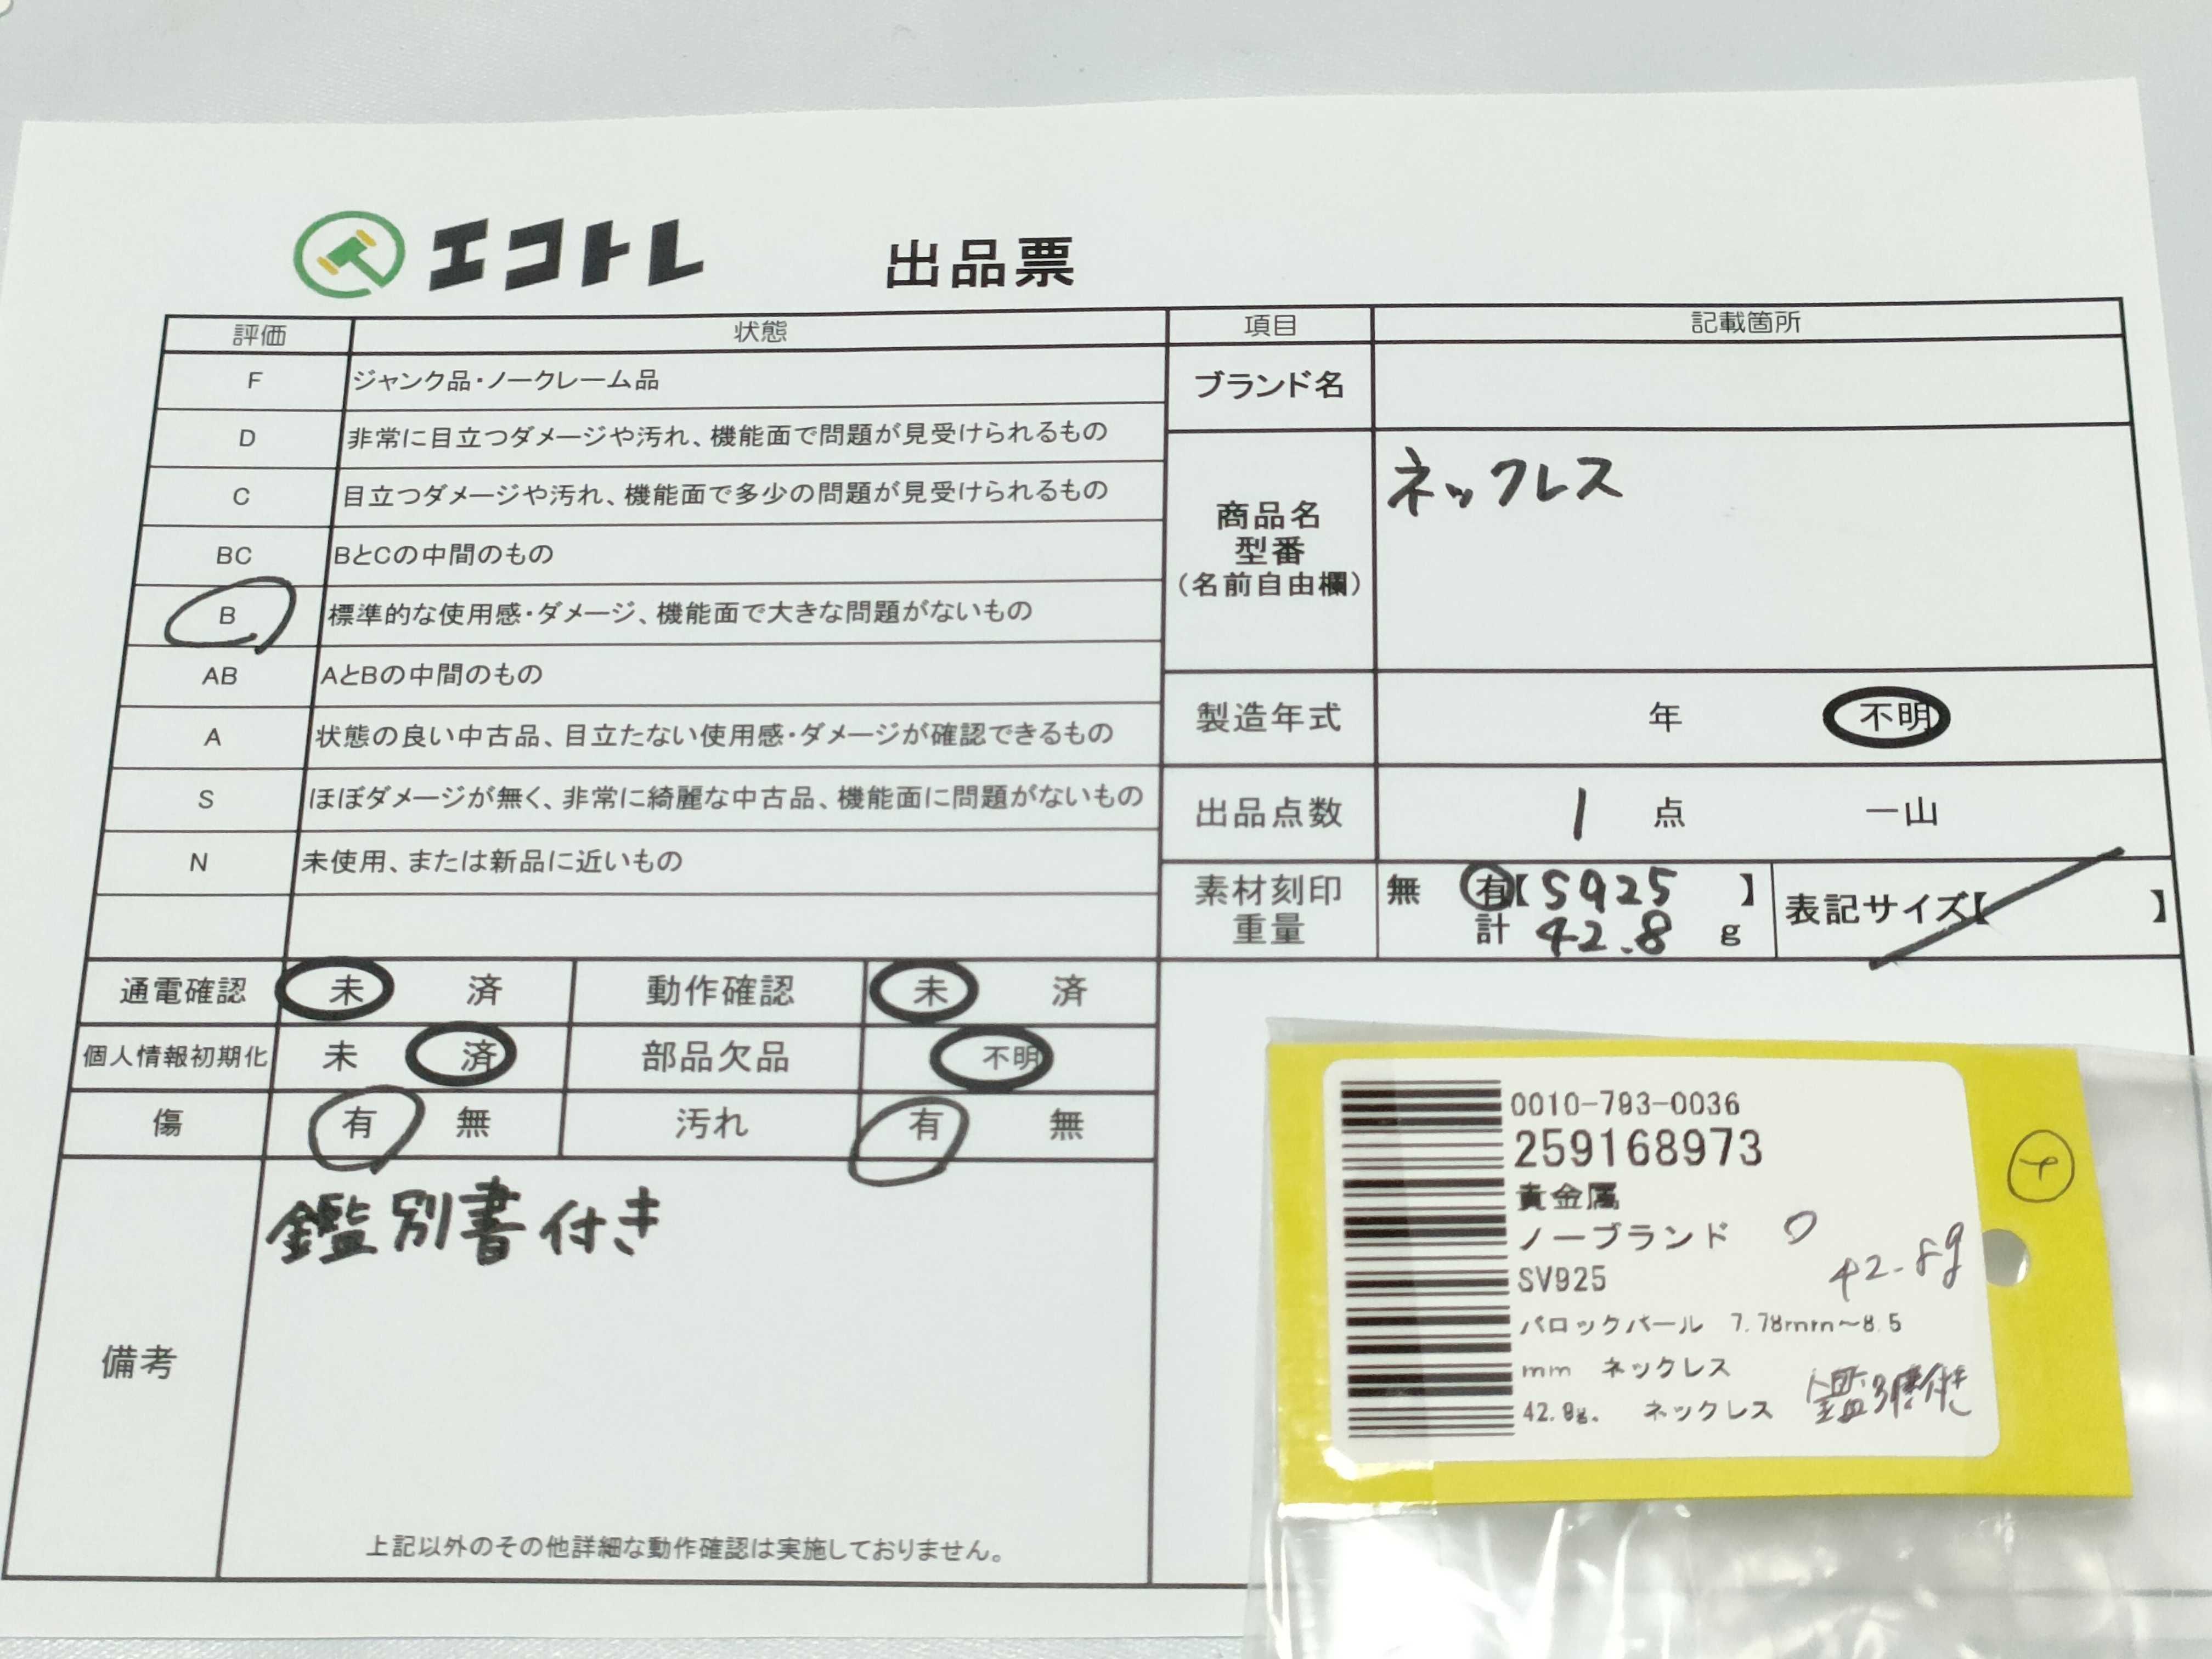 エコトレ 出品票
評価 状態
F ジャンク品・ノークレーム品
D 非常に目立つダメージや汚れ、機能面で問題が見受けられるもの
C 目立つダメージや汚れ、機能面で多少の問題が見受けられるもの
BC BとCの中間のもの
B 標準的な使用感・ダメージ、機能面で大きな問題がないもの
AB AとBの中間のもの
A 状態の良い中古品、目立たない使用感・ダメージが確認できるもの
S ほぼダメージが無く、非常に綺麗な中古品、機能面に問題がないもの
N 未使用、または新品に近いもの
項目 記載箇所
ブランド名
商品名
型番
(名前自由欄)
ネックレス
製造年式 年 不明
出品点数 1 点 一山
素材刻印 無 有【S925】
重量 計 42.8 g
表記サイズ【 】
通電確認 未 済 動作確認 未 済
個人情報初期化 未 済 部品欠品 不明
傷 有 無 汚れ 有 無
備考
鑑別書付き
上記以外のその他詳細な動作確認は実施しておりません。
0010-793-0036
259168973
貴金属
ノーブランド
SV925
42.8g
バロックパール 7.78mm～8.5
mm ネックレス
42.8g. ネックレス